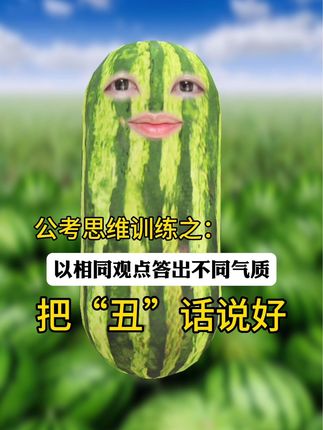 公考思维训练之：
以相同观点答出不同气质
把“丑”话说好